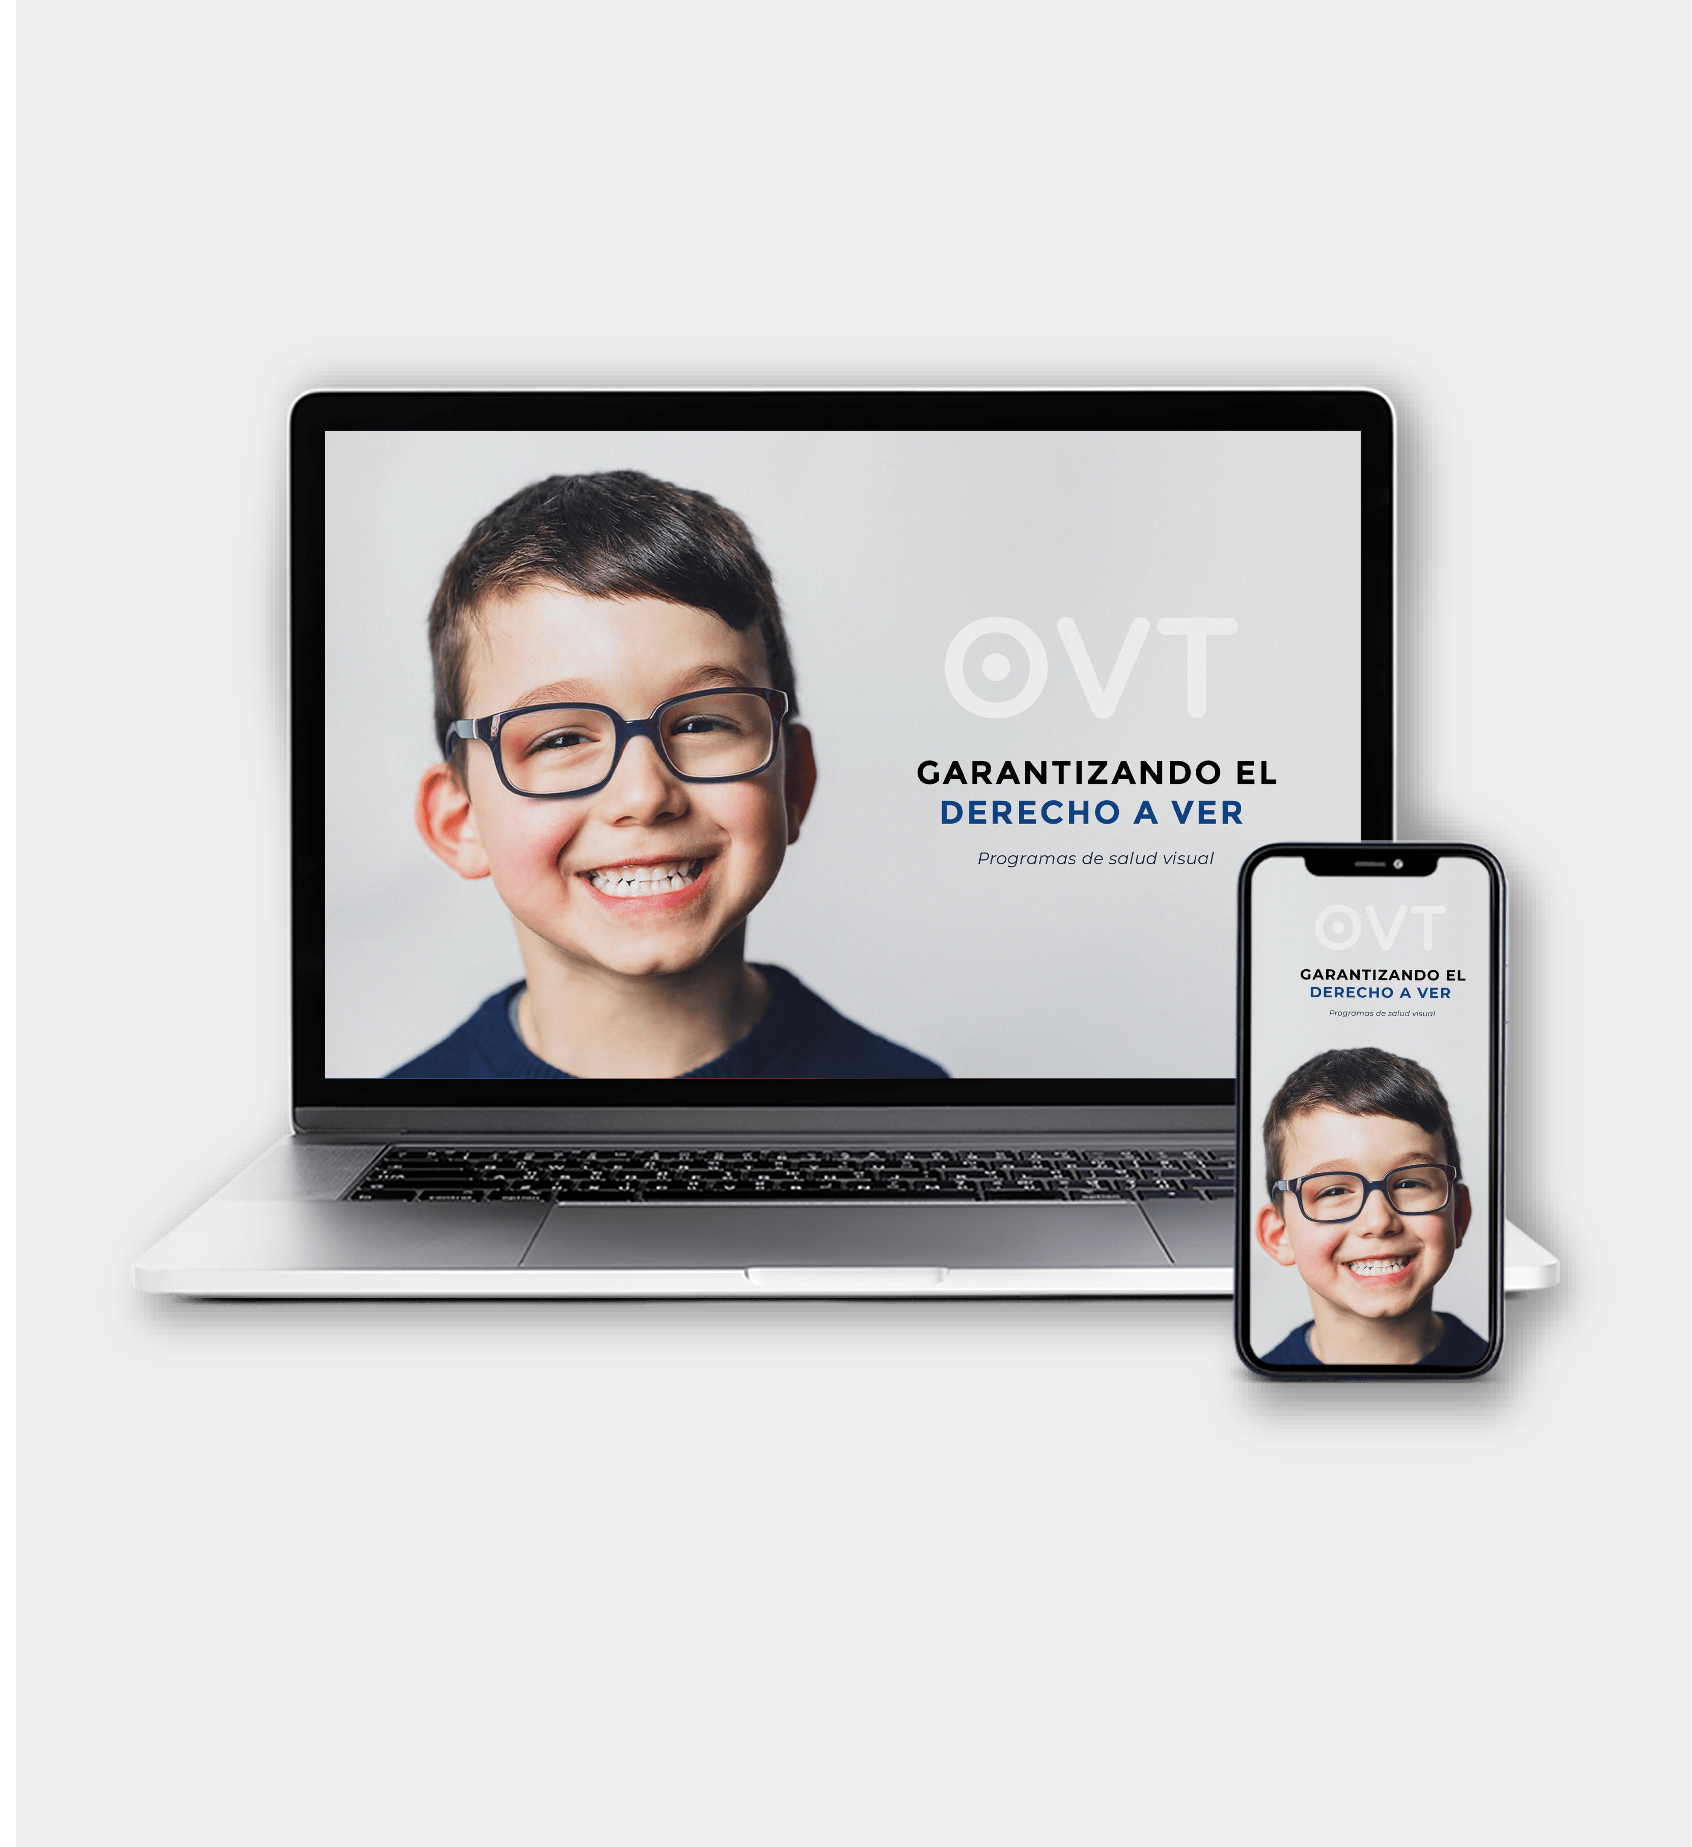 OVT
GARANTIZANDO EL
DERECHO A VER
Programas de salud visual
OVT
GARANTIZANDO EL
DERECHO A VER
Programas de salud visual